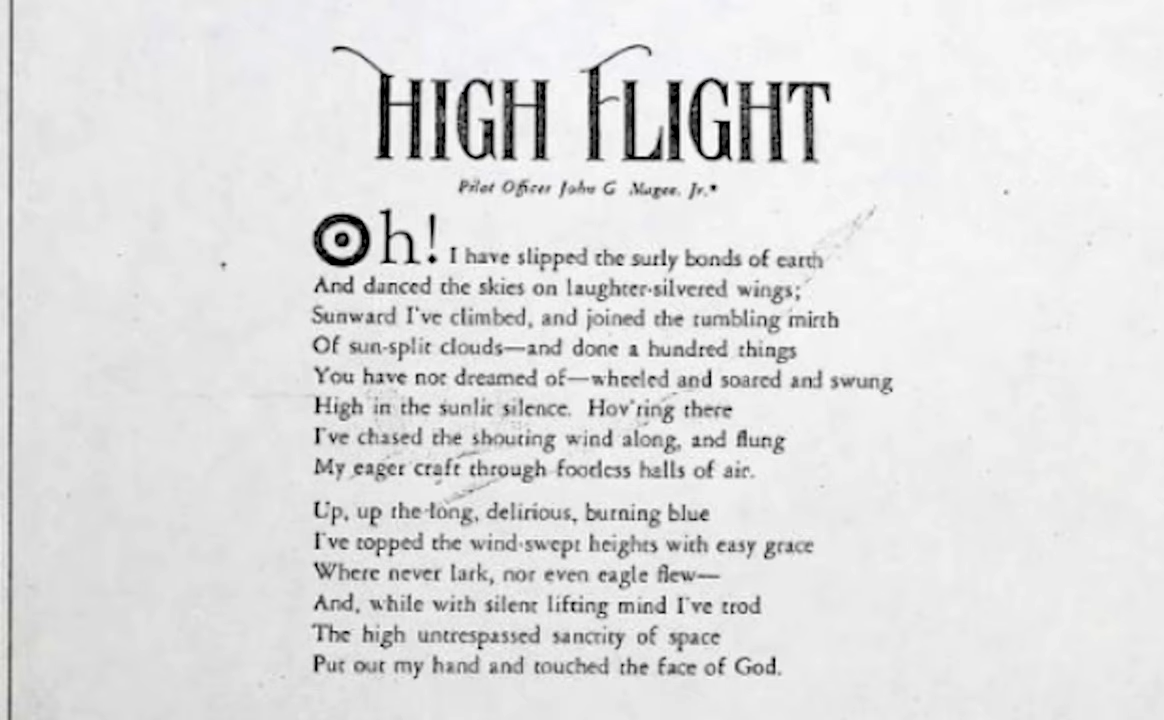 HIGH FLIGHT
Pilot Officer John G Magee, Jr.*
Oh! I have slipped the surly bonds of earth
And danced the skies on laughter-silvered wings;
Sunward I've climbed, and joined the tumbling mirth
Of sun-split clouds—and done a hundred things
You have not dreamed of—wheeled and soared and swung
High in the sunlit silence. Hov'ring there
I've chased the shouting wind along, and flung
My eager craft through footless halls of air.
Up, up the long, delirious, burning blue
I've topped the wind-swept heights with easy grace
Where never lark, nor even eagle flew—
And, while with silent lifting mind I've trod
The high untrespassed sanctity of space
Put out my hand and touched the face of God.